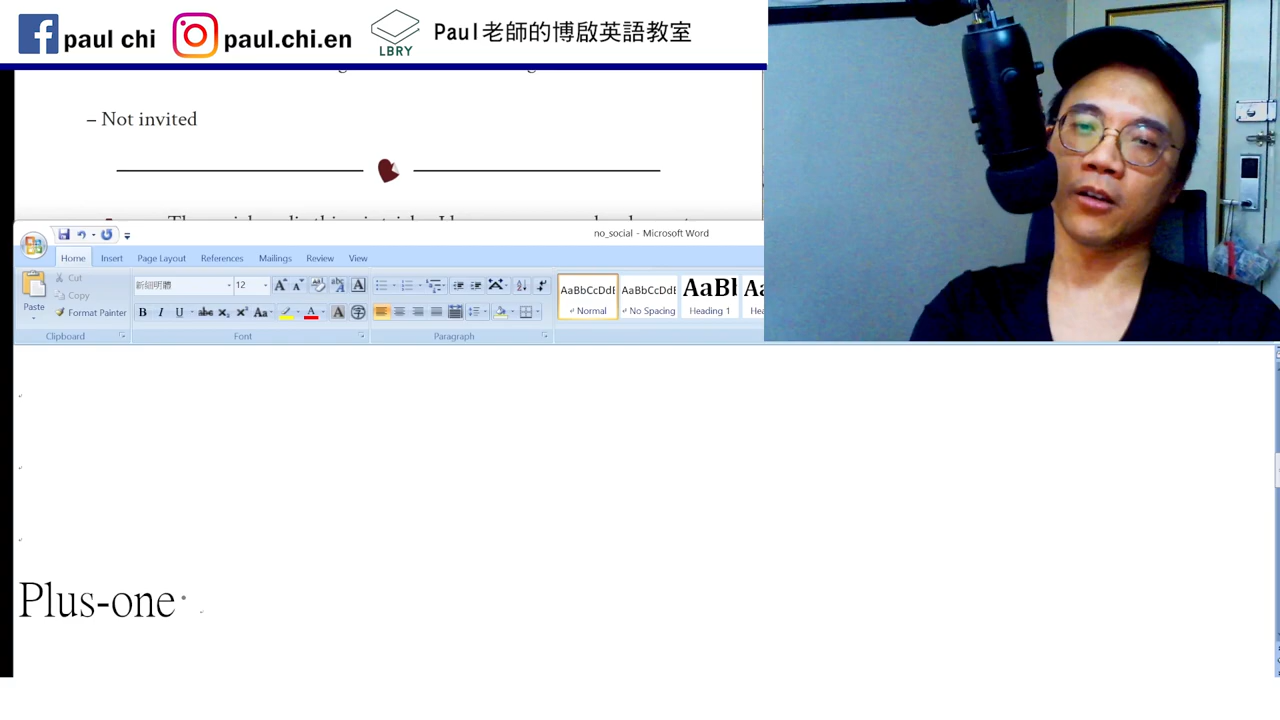 paul chi
paul.chi.en
LBRY
Paul老師的博啟英語教室
– Not invited
no_social - Microsoft Word
Home Insert Page Layout References Mailings Review View
Paste
Cut
Copy
Format Painter
新細明體 12
AaBbCcDdE AaBbCcDdE AaBb
Normal No Spacing Heading 1
Clipboard Font Paragraph
Plus-one